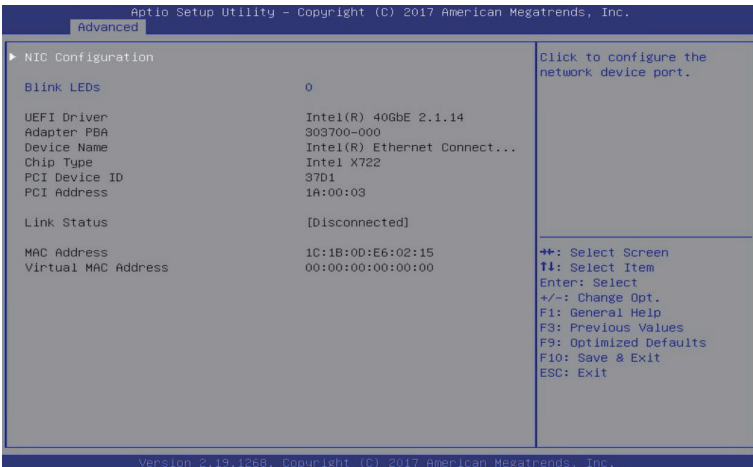 Aptio Setup Utility – Copyright (C) 2017 American Megatrends, Inc.
Advanced
▶ NIC Configuration
Blink LEDs 0
UEFI Driver Intel(R) 40GbE 2.1.14
Adapter PBA 303700-000
Device Name Intel(R) Ethernet Connect...
Chip Type Intel X722
PCI Device ID 37D1
PCI Address 1A:00:03
Link Status [Disconnected]
MAC Address 1C:1B:0D:E6:02:15
Virtual MAC Address 00:00:00:00:00:00
Click to configure the
network device port.
→←: Select Screen
↑↓: Select Item
Enter: Select
+/-: Change Opt.
F1: General Help
F3: Previous Values
F9: Optimized Defaults
F10: Save & Exit
ESC: Exit
Version 2.19.1268. Copyright (C) 2017 American Megatrends, Inc.